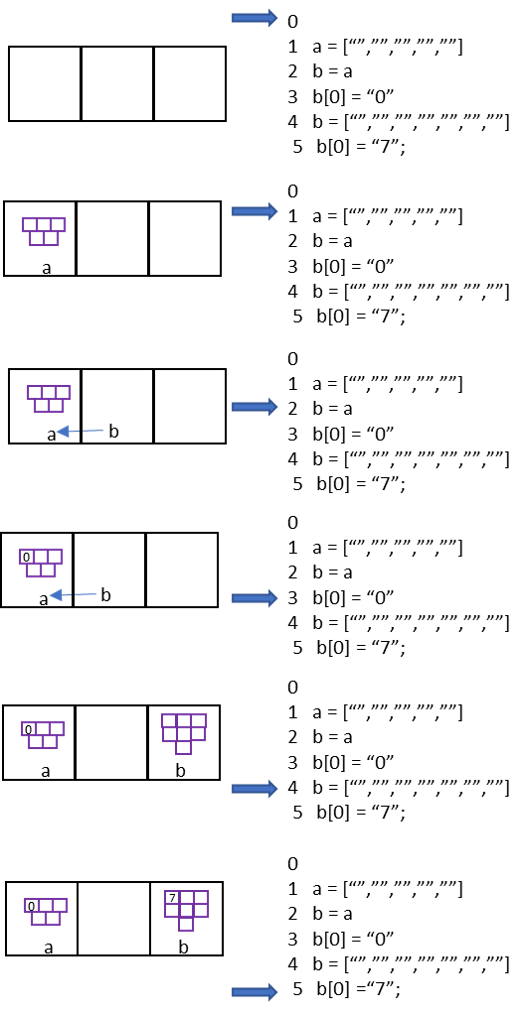 0
1 a = [“”,””,””,””,””]
2 b = a
3 b[0] = “0”
4 b = [“”,””,””,””,””,””,””]
5 b[0] = “7”;
a
0
1 a = [“”,””,””,””,””]
2 b = a
3 b[0] = “0”
4 b = [“”,””,””,””,””,””,””]
5 b[0] = “7”;
a b
0
1 a = [“”,””,””,””,””]
2 b = a
3 b[0] = “0”
4 b = [“”,””,””,””,””,””,””]
5 b[0] = “7”;
0
a b
0
1 a = [“”,””,””,””,””]
2 b = a
3 b[0] = “0”
4 b = [“”,””,””,””,””,””,””]
5 b[0] = “7”;
0
a b
0
1 a = [“”,””,””,””,””]
2 b = a
3 b[0] = “0”
4 b = [“”,””,””,””,””,””,””]
5 b[0] = “7”;
0 7
a b
0
1 a = [“”,””,””,””,””]
2 b = a
3 b[0] = “0”
4 b = [“”,””,””,””,””,””,””]
5 b[0] =“7”;